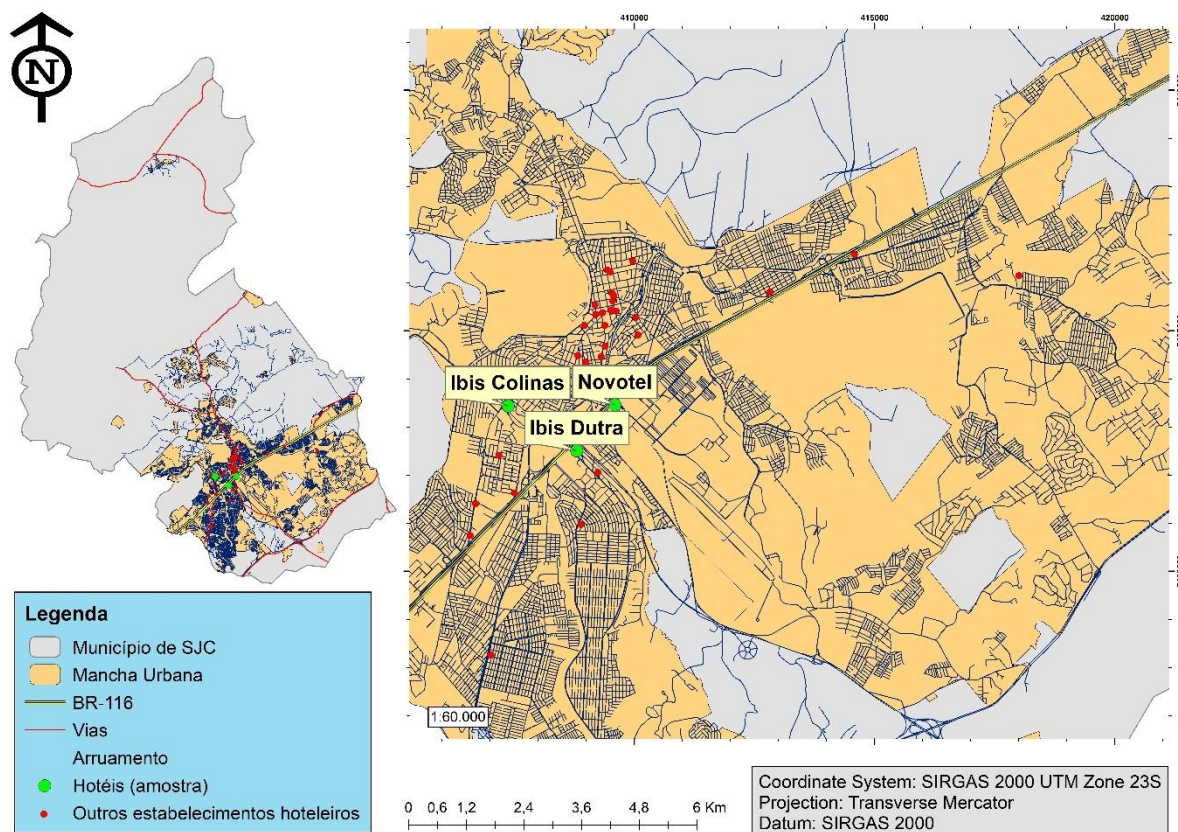 N
410000
415000
420000
Ibis Colinas
Novotel
Ibis Dutra
1:60.000
Legenda
Município de SJC
Mancha Urbana
BR-116
Vias
Arruamento
Hotéis (amostra)
Outros estabelecimentos hoteleiros
0 0,6 1,2 2,4 3,6 4,8 6 Km
Coordinate System: SIRGAS 2000 UTM Zone 23S
Projection: Transverse Mercator
Datum: SIRGAS 2000